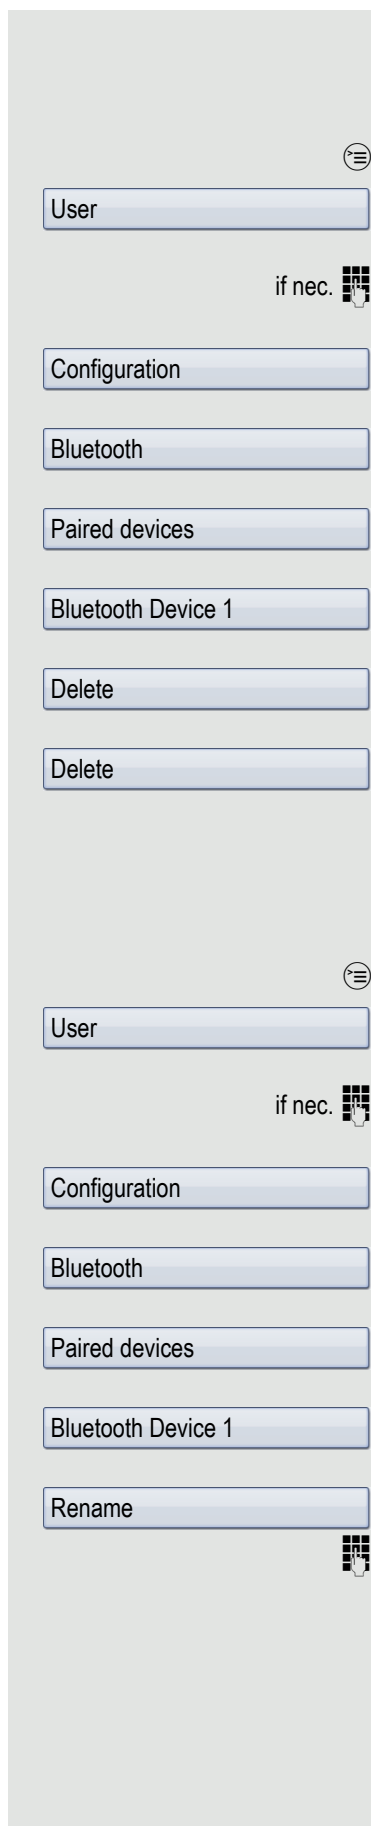 User
if nec.
Configuration
Bluetooth
Paired devices
Bluetooth Device 1
Delete
Delete
User
if nec.
Configuration
Bluetooth
Paired devices
Bluetooth Device 1
Rename